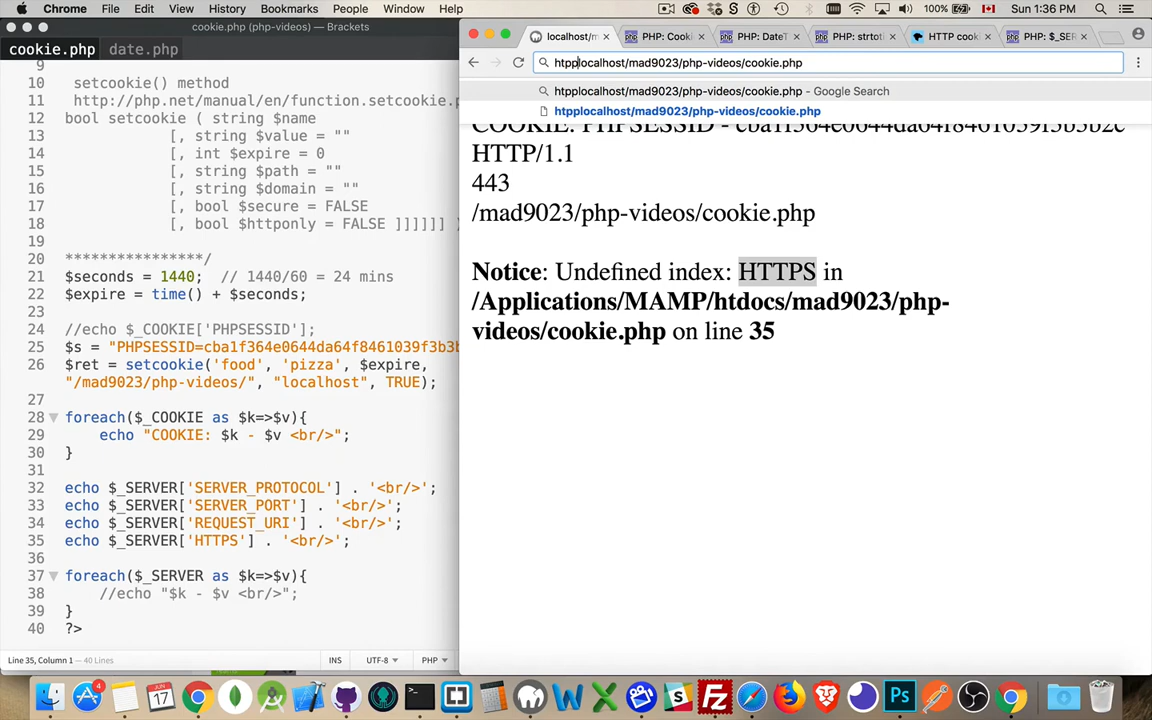 Chrome File Edit View History Bookmarks People Window Help 100% Sun 1:36 PM
cookie.php (php-videos) — Brackets
cookie.php date.php
9
10 setcookie() method
11 http://php.net/manual/en/function.setcookie.p
12 bool setcookie ( string $name
13 [, string $value = ""
14 [, int $expire = 0
15 [, string $path = ""
16 [, string $domain = ""
17 [, bool $secure = FALSE
18 [, bool $httponly = FALSE ]]]]]] )
19
20 ****************/
21 $seconds = 1440; // 1440/60 = 24 mins
22 $expire = time() + $seconds;
23
24 //echo $_COOKIE['PHPSESSID'];
25 $s = "PHPSESSID=cba1f364e0644da64f8461039f3b3b
26 $ret = setcookie('food', 'pizza', $expire,
"/mad9023/php-videos/", "localhost", TRUE);
27
28 foreach($_COOKIE as $k=>$v){
29 echo "COOKIE: $k - $v <br/>";
30 }
31
32 echo $_SERVER['SERVER_PROTOCOL'] . '<br/>';
33 echo $_SERVER['SERVER_PORT'] . '<br/>';
34 echo $_SERVER['REQUEST_URI'] . '<br/>';
35 echo $_SERVER['HTTPS'] . '<br/>';
36
37 foreach($_SERVER as $k=>$v){
38 //echo "$k - $v <br/>";
39 }
40 ?>
Line 35, Column 1 — 40 Lines INS UTF-8 PHP
localhost/m PHP: Cooki PHP: DateT PHP: strtot HTTP cook PHP: $_SER
htpplocalhost/mad9023/php-videos/cookie.php
htpplocalhost/mad9023/php-videos/cookie.php - Google Search
htpplocalhost/mad9023/php-videos/cookie.php
COOKIE: PHPSESSID - cba1f364e0644da64f8461039f3b3b2c
HTTP/1.1
443
/mad9023/php-videos/cookie.php
Notice: Undefined index: HTTPS in
/Applications/MAMP/htdocs/mad9023/php-
videos/cookie.php on line 35